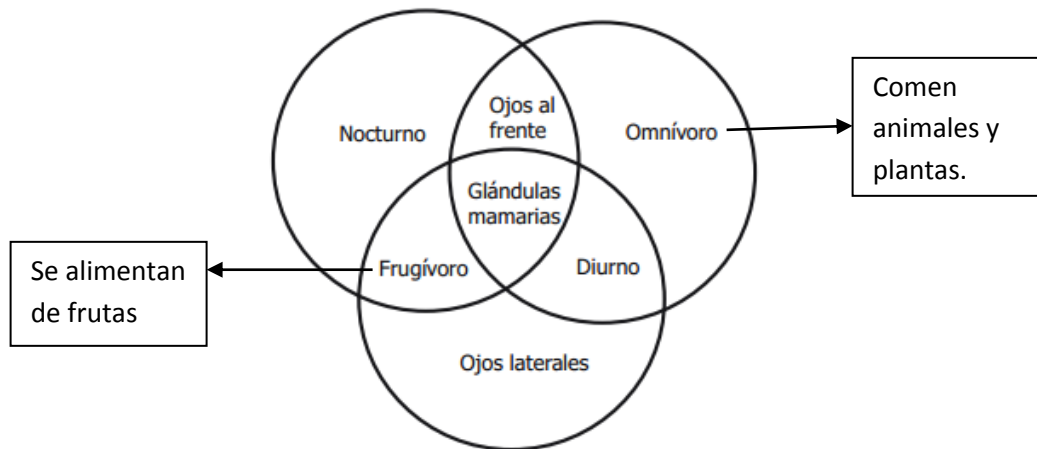 Ojos al
frente
Nocturno
Omnívoro
Comen
animales y
plantas.
Glándulas
mamarias
Se alimentan
de frutas
Frugívoro
Diurno
Ojos laterales